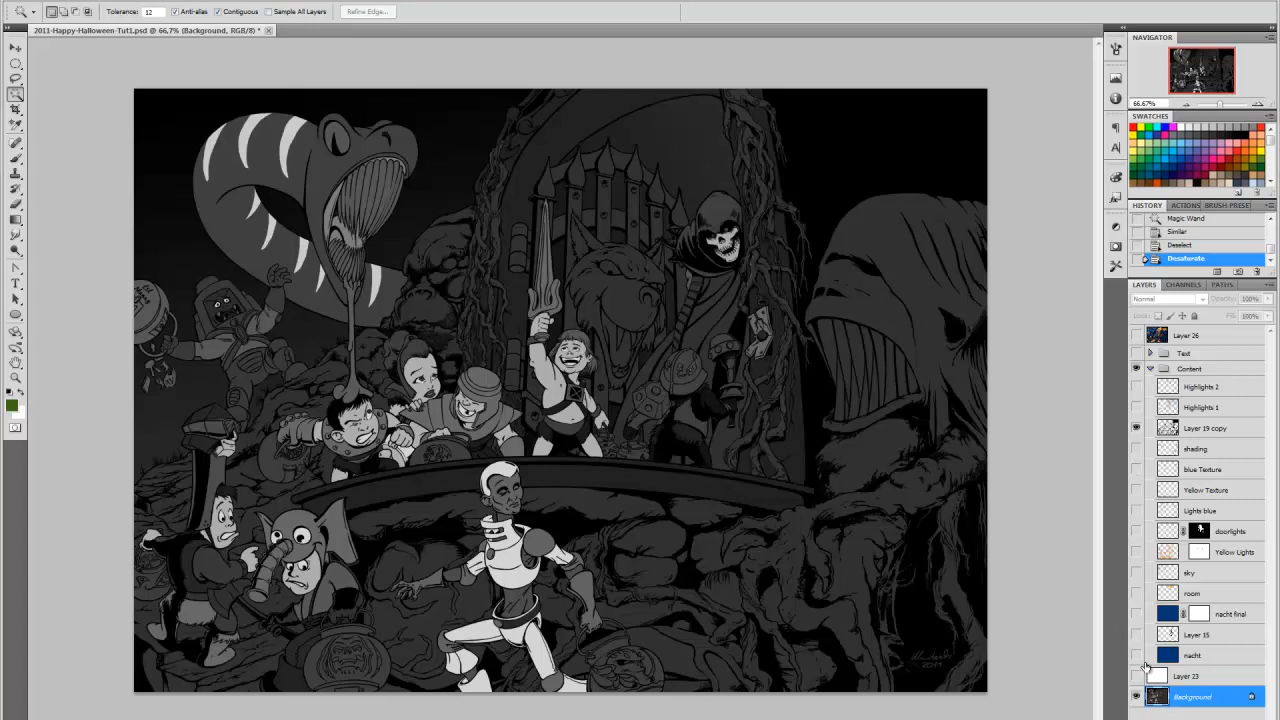 Tolerance: 12 Anti-alias Contiguous Sample All Layers Refine Edge...
2011-Happy-Halloween-Tut1.psd @ 66,7% (Background, RGB/8) *
NAVIGATOR
66.67%
SWATCHES
HISTORY ACTIONS BRUSH PRESE
Magic Wand
Similar
Deselect
Desaturate
LAYERS CHANNELS PATHS
Normal Opacity: 100%
Lock: Fill: 100%
Layer 26
Text
Content
Highlights 2
Highlights 1
Layer 19 copy
shading
blue Texture
Yellow Texture
Lights blue
doorlights
Yellow Lights
sky
room
nacht final
Layer 15
nacht
Layer 23
Background
2011